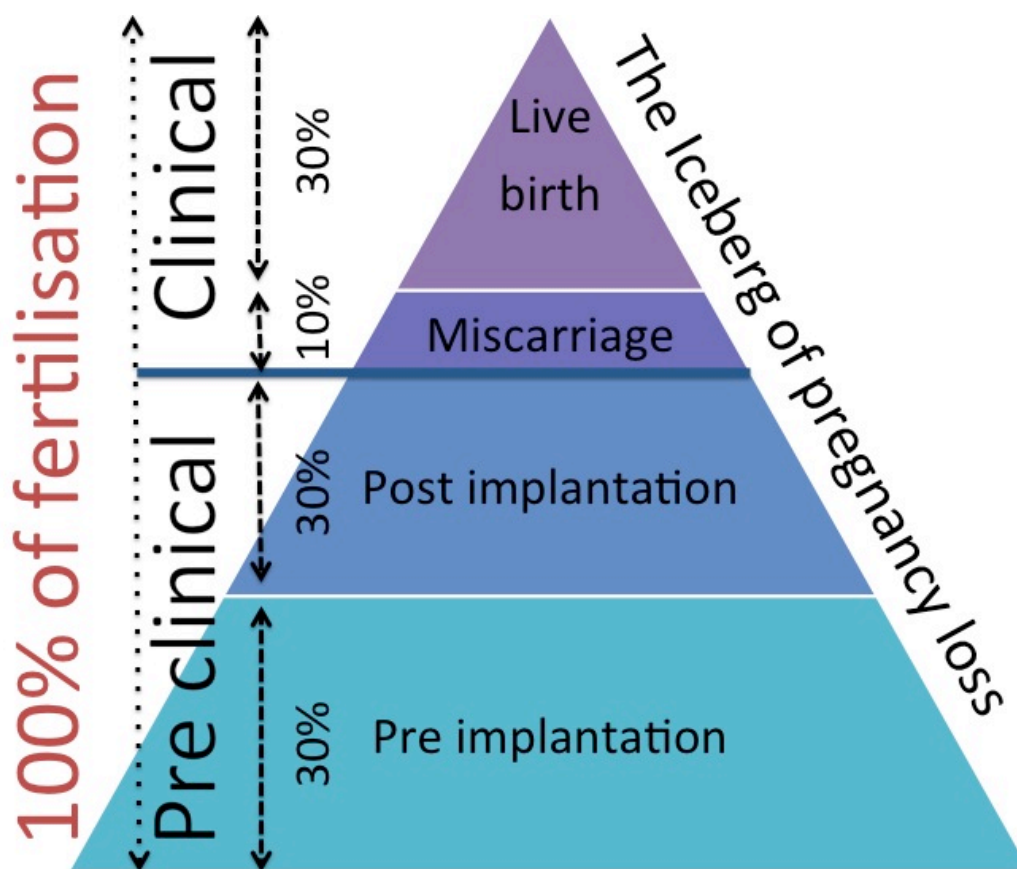 100% of fertilisation
Clinical
Pre clinical
30%
10%
30%
30%
Live
birth
Miscarriage
Post implantation
Pre implantation
The Iceberg of pregnancy loss